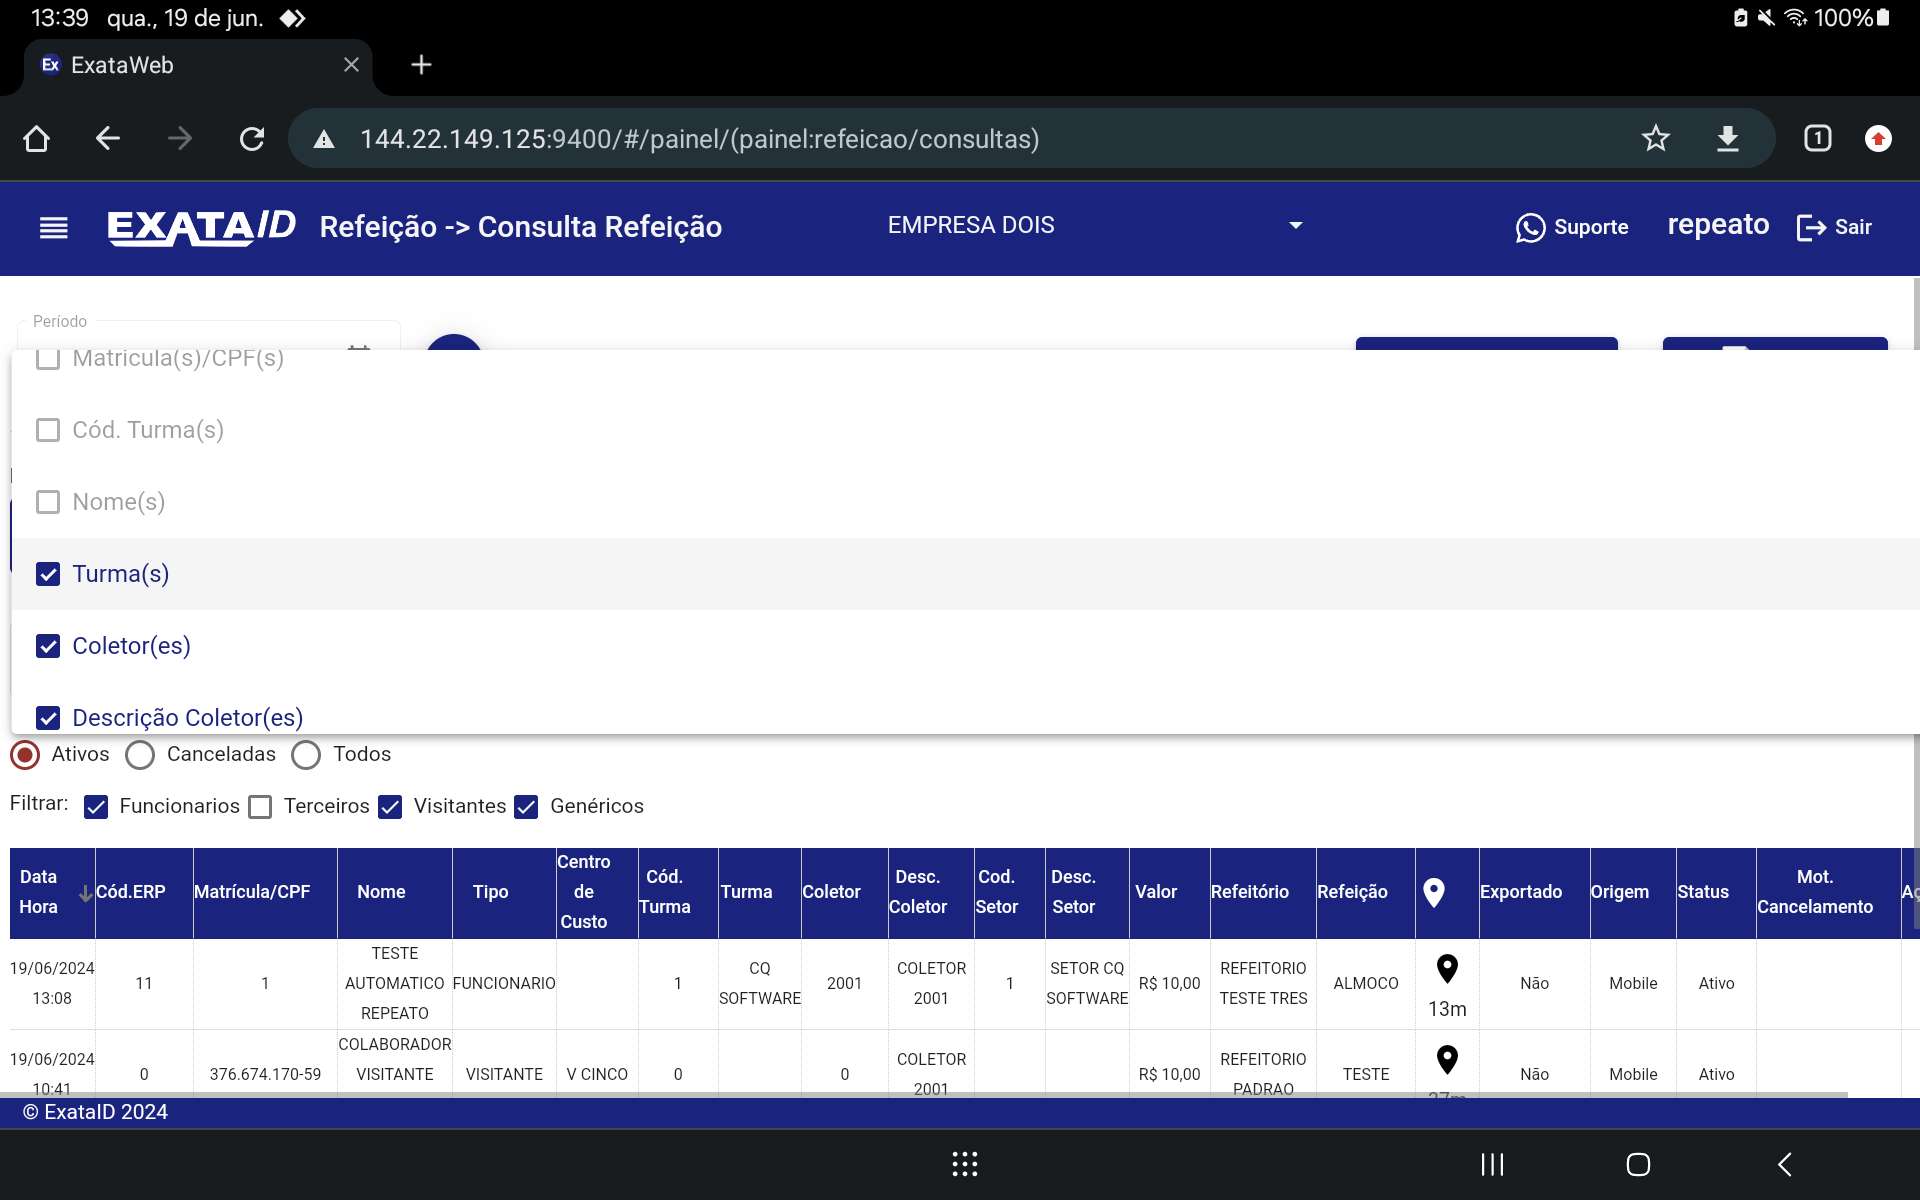 13:39 qua., 19 de jun. 100%
Ex ExataWeb
144.22.149.125:9400/#/painel/(painel:refeicao/consultas) 1
EXATAID Refeição -> Consulta Refeição EMPRESA DOIS Suporte repeato Sair
Período
Matricula(s)/CPF(s)
Cód. Turma(s)
Nome(s)
Turma(s)
Coletor(es)
Descrição Coletor(es)
Ativos Canceladas Todos
Filtrar: Funcionarios Terceiros Visitantes Genéricos
Data Hora Cód.ERP Matrícula/CPF Nome Tipo Centro de Custo Cód. Turma Turma Coletor Desc. Coletor Cod. Setor Desc. Setor Valor Refeitório Refeição Exportado Origem Status Mot. Cancelamento
19/06/2024 13:08 11 1 TESTE AUTOMATICO REPEATO FUNCIONARIO 1 CQ SOFTWARE 2001 COLETOR 2001 1 SETOR CQ SOFTWARE R$ 10,00 REFEITORIO TESTE TRES ALMOCO 13m Não Mobile Ativo
19/06/2024 10:41 0 376.674.170-59 COLABORADOR VISITANTE VISITANTE V CINCO 0 0 COLETOR 2001 R$ 10,00 REFEITORIO PADRAO TESTE Não Mobile Ativo
© ExataID 2024